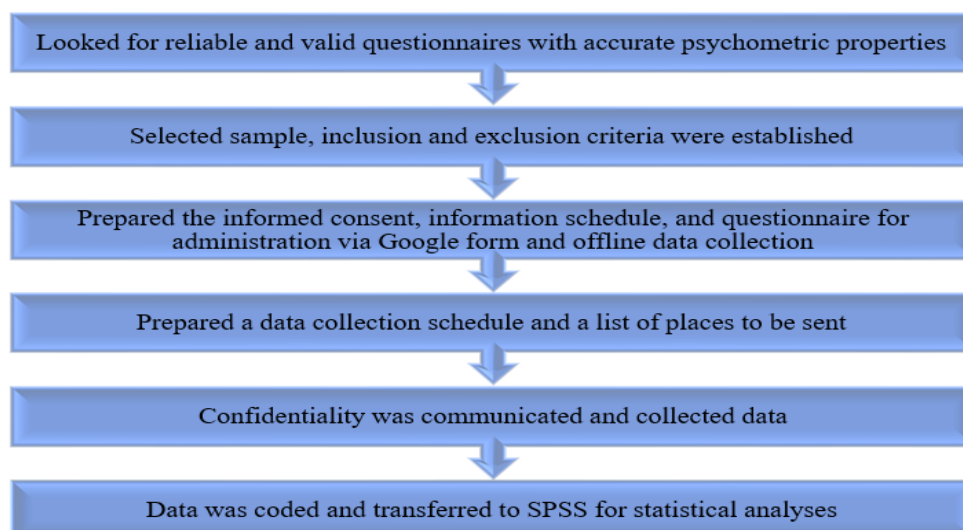 Looked for reliable and valid questionnaires with accurate psychometric properties
Selected sample, inclusion and exclusion criteria were established
Prepared the informed consent, information schedule, and questionnaire for
administration via Google form and offline data collection
Prepared a data collection schedule and a list of places to be sent
Confidentiality was communicated and collected data
Data was coded and transferred to SPSS for statistical analyses